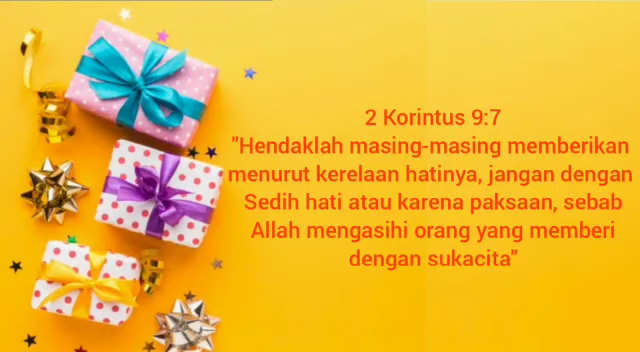 2 Korintus 9:7
"Hendaklah masing-masing memberikan
menurut kerelaan hatinya, jangan dengan
Sedih hati atau karena paksaan, sebab
Allah mengasihi orang yang memberi
dengan sukacita"